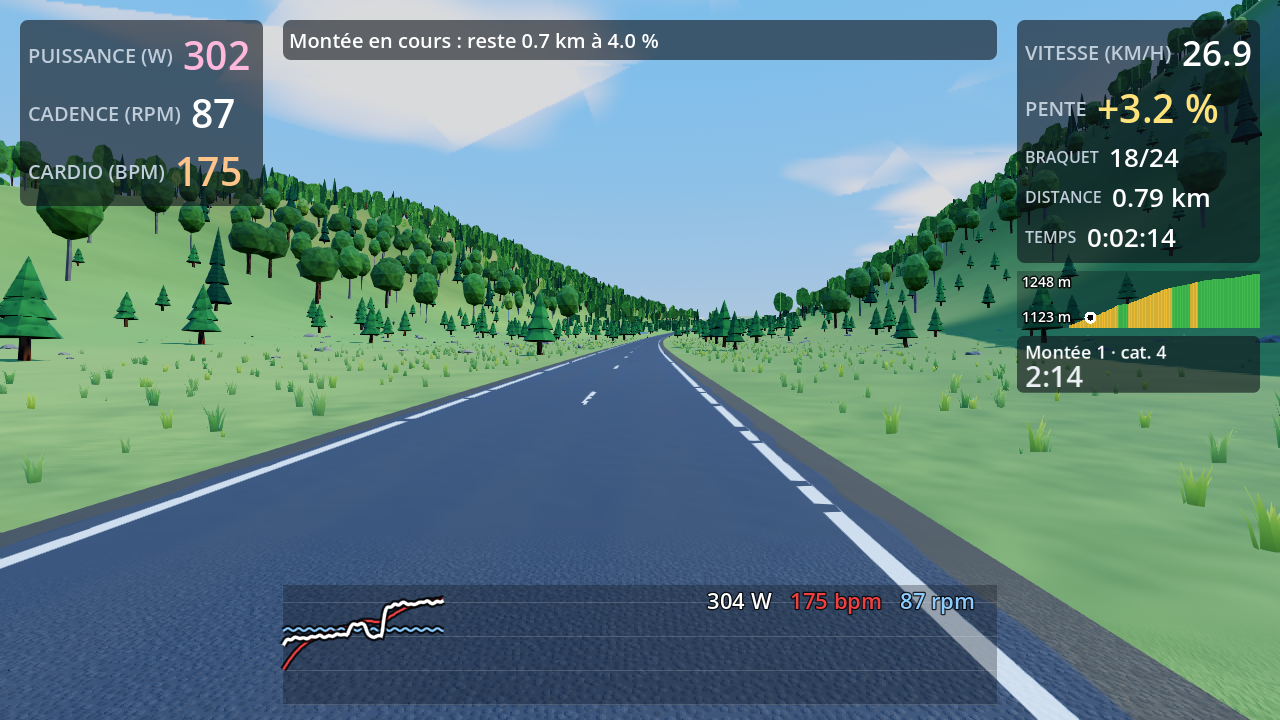 PUISSANCE (W) 302
CADENCE (RPM) 87
CARDIO (BPM) 175
Montée en cours : reste 0.7 km à 4.0 %
VITESSE (KM/H) 26.9
PENTE +3.2 %
BRAQUET 18/24
DISTANCE 0.79 km
TEMPS 0:02:14
1248 m
1123 m
Montée 1 · cat. 4
2:14
304 W 175 bpm 87 rpm